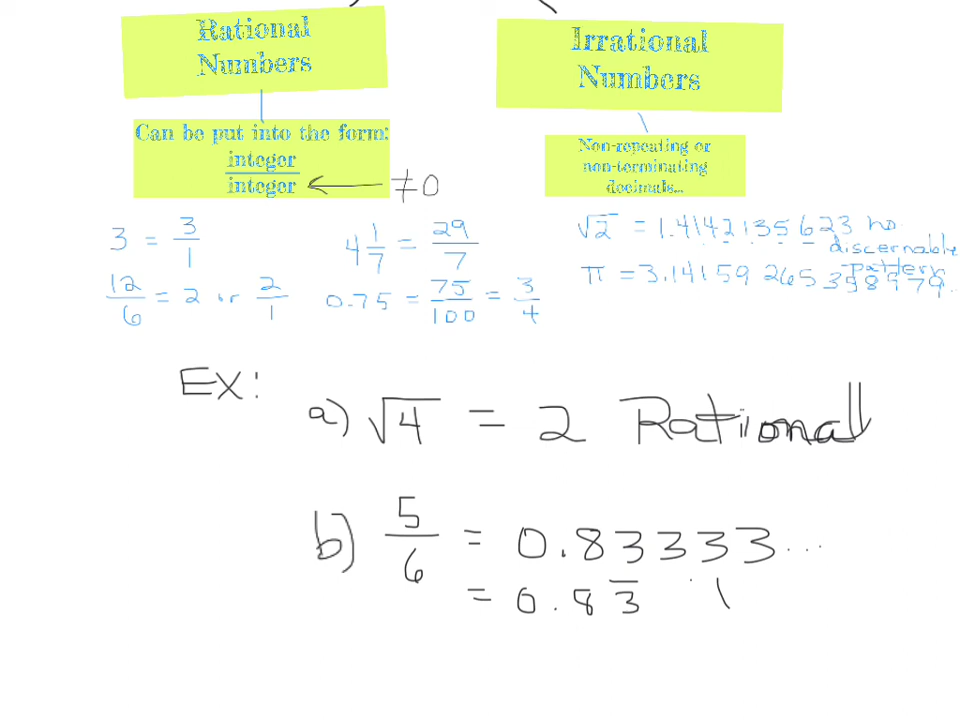 Rational
Numbers
Irrational
Numbers
Can be put into the form:
integer
integer ≠0
Non-repeating or
non-terminating
decimals...
3 = 3/1
4 1/7 = 29/7
12/6 = 2 or 2/1
0.75 = 75/100 = 3/4
√2 = 1.4142135623 no
discernable
pattern
π = 3.14159265358979
Ex:
a) √4 = 2 Rational
b) 5/6 = 0.83333...
= 0.83̅